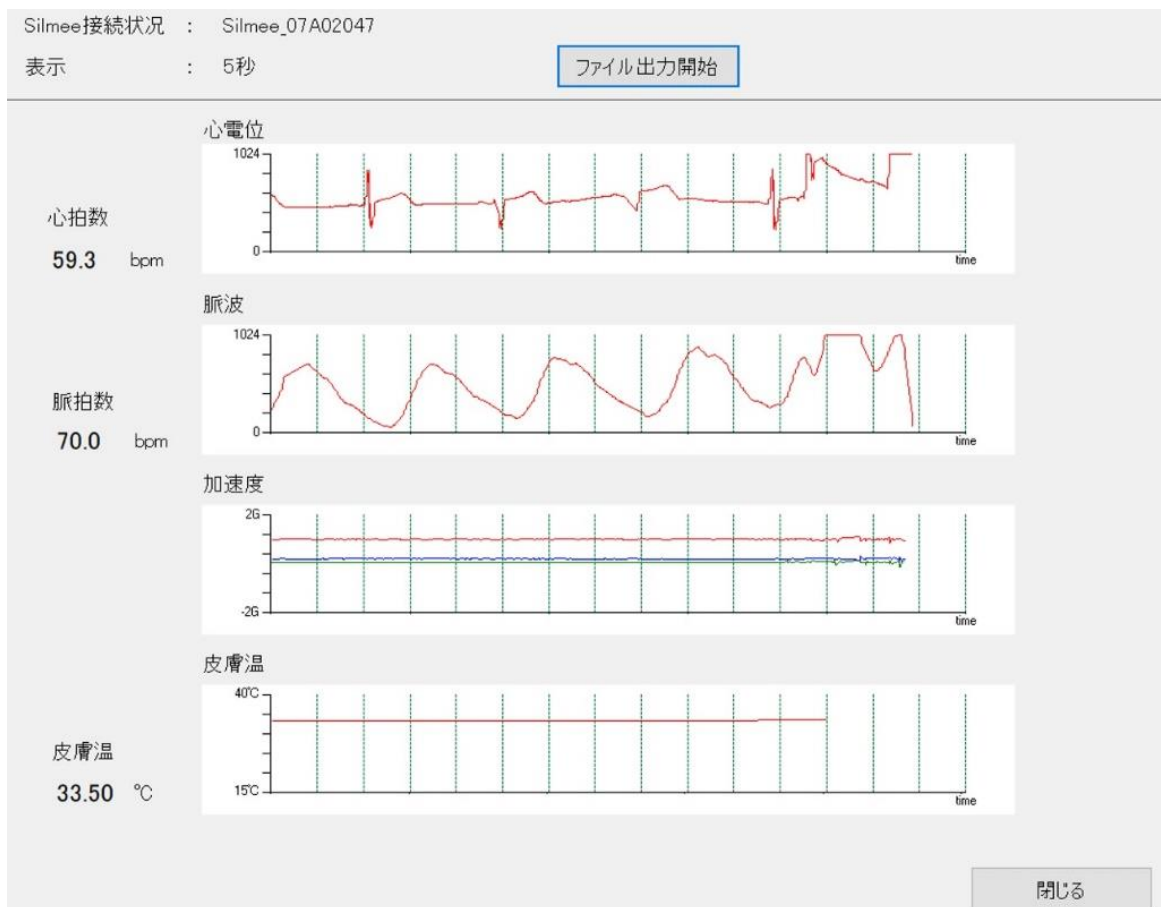 Silmee接続状況 : Silmee_07A02047
表示 : 5秒
ファイル出力開始
心電位
1024
0
time
心拍数
59.3 bpm
脈波
1024
0
time
脈拍数
70.0 bpm
加速度
2G
-2G
time
皮膚温
40℃
15℃
time
皮膚温
33.50 ℃
閉じる